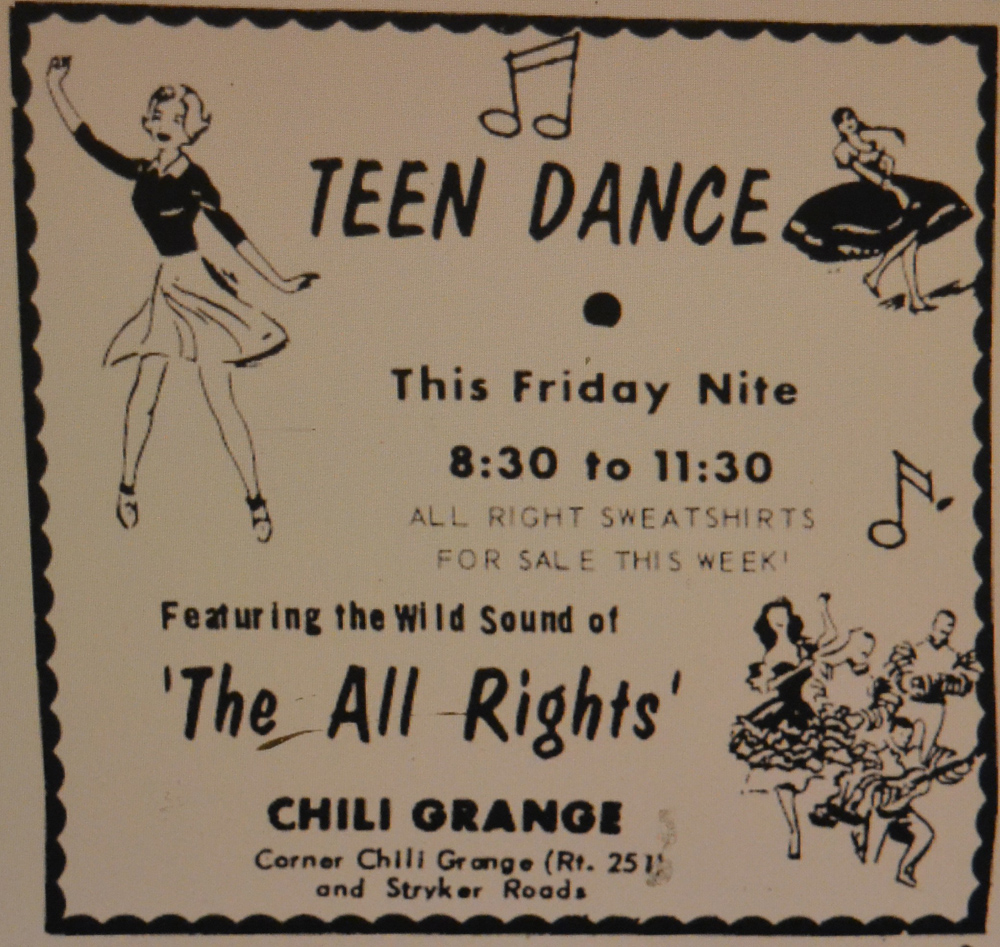 TEEN DANCE
This Friday Nite
8:30 to 11:30
ALL RIGHT SWEATSHIRTS
FOR SALE THIS WEEK!
Featuring the Wild Sound of
'The All Rights'
CHILI GRANGE
Corner Chili Grange (Rt. 251)
and Stryker Roads